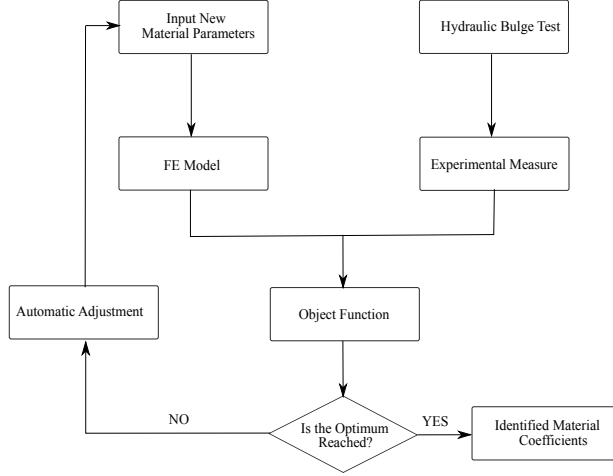 Input New
Material Parameters
Hydraulic Bulge Test
FE Model
Experimental Measure
Automatic Adjustment
Object Function
Is the Optimum
Reached?
NO
YES
Identified Material
Coefficients